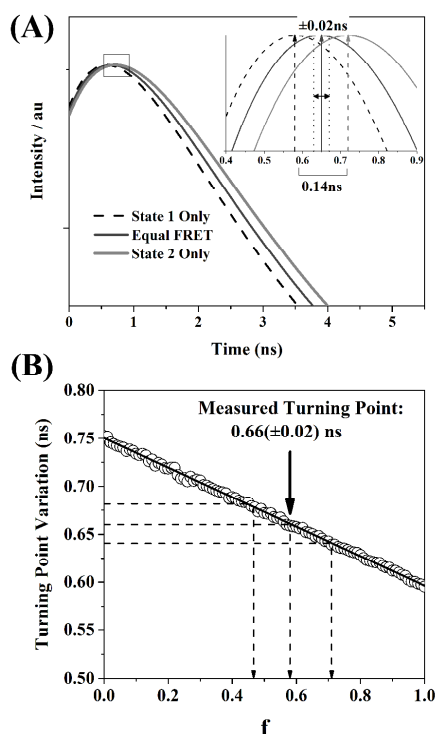 (A)
±0.02ns
0.4 0.5 0.6 0.7 0.8 0.9
0.14ns
Intensity / au
State 1 Only
Equal FRET
State 2 Only
0 1 2 3 4 5
Time (ns)
(B)
0.80
0.75
0.70
0.65
0.60
0.55
0.50
Turning Point Variation (ns)
Measured Turning Point:
0.66(±0.02) ns
0.0 0.2 0.4 0.6 0.8 1.0
f